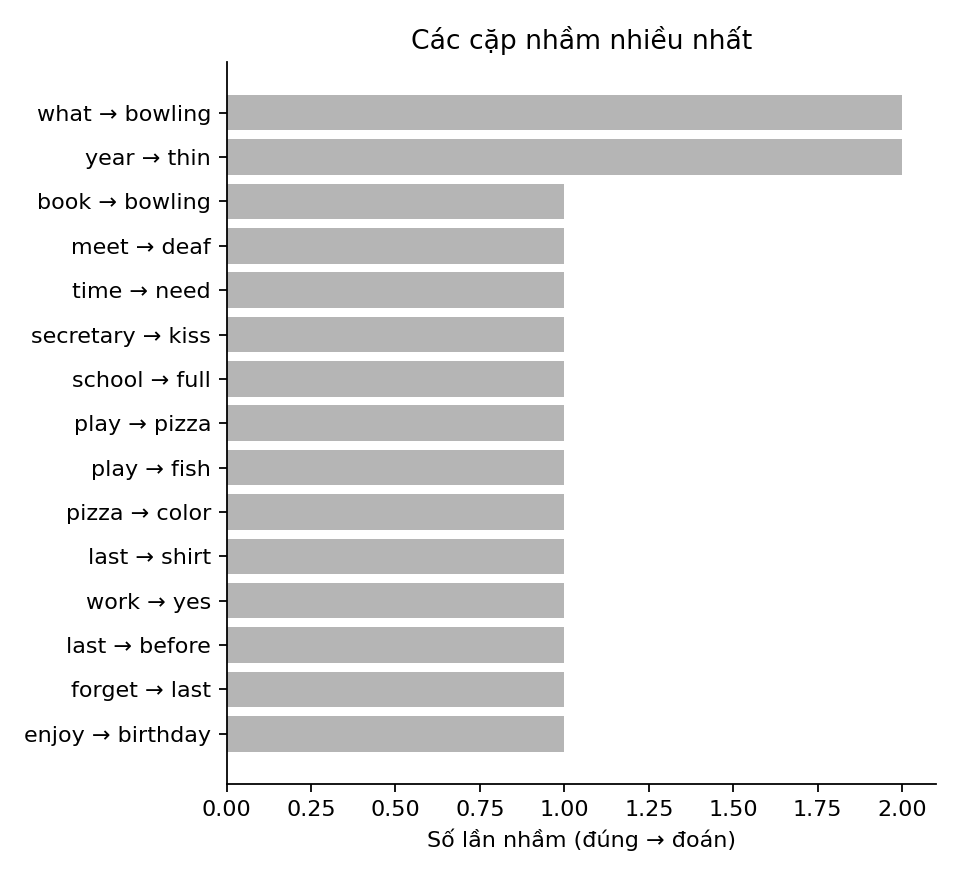 Các cặp nhầm nhiều nhất
what → bowling
year → thin
book → bowling
meet → deaf
time → need
secretary → kiss
school → full
play → pizza
play → fish
pizza → color
last → shirt
work → yes
last → before
forget → last
enjoy → birthday
0.00 0.25 0.50 0.75 1.00 1.25 1.50 1.75 2.00
Số lần nhầm (đúng → đoán)